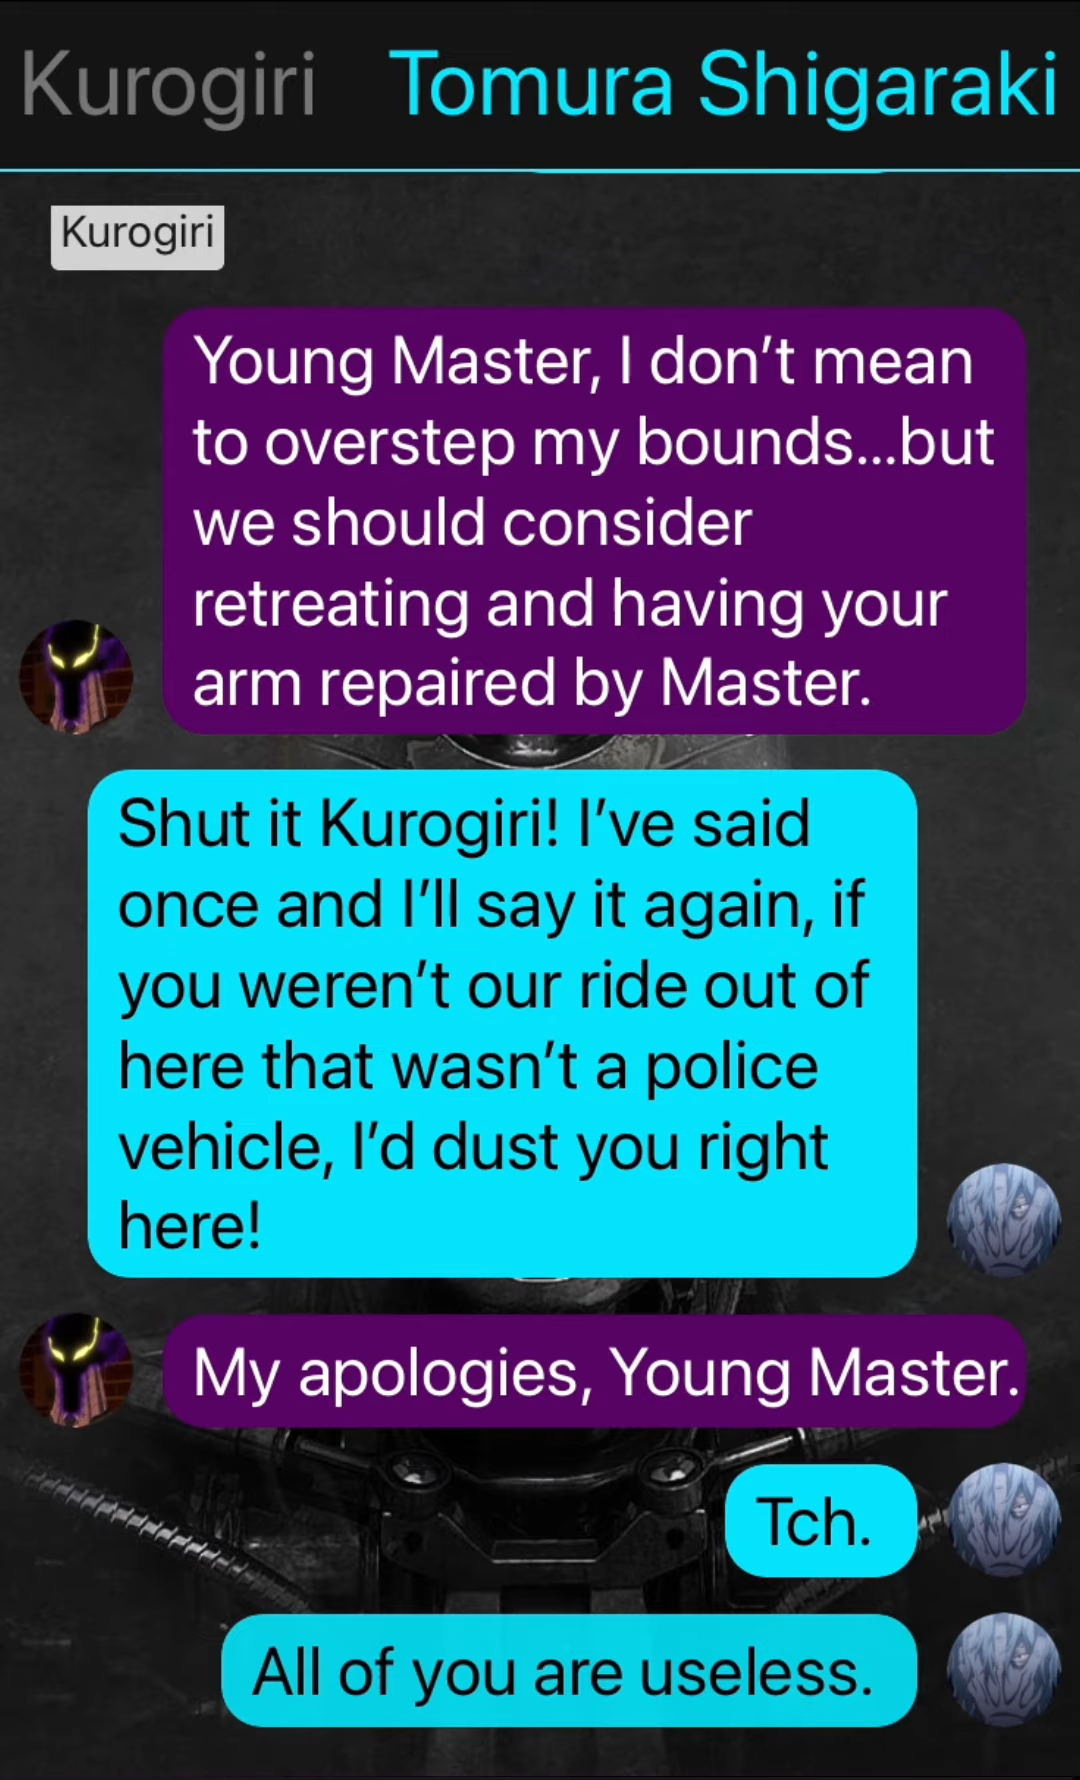 Kurogiri Tomura Shigaraki
Kurogiri
Young Master, I don’t mean
to overstep my bounds...but
we should consider
retreating and having your
arm repaired by Master.
Shut it Kurogiri! I’ve said
once and I’ll say it again, if
you weren’t our ride out of
here that wasn’t a police
vehicle, I’d dust you right
here!
My apologies, Young Master.
Tch.
All of you are useless.